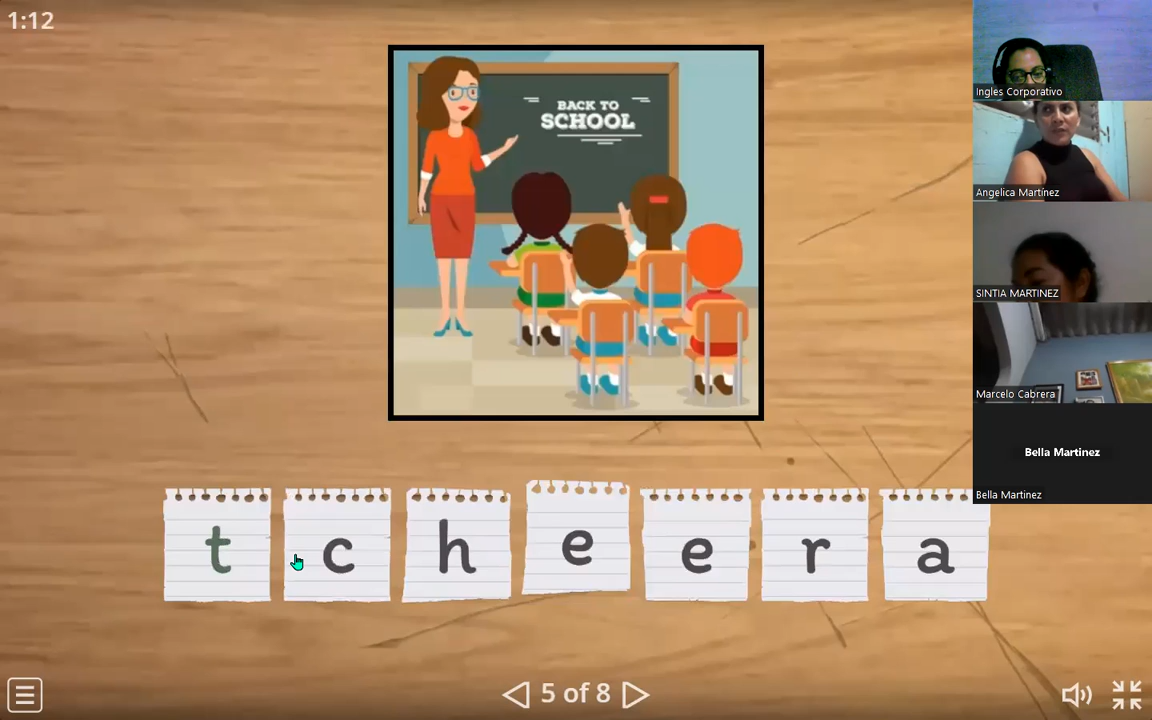 1:12
BACK TO
SCHOOL
t c h e e r a
5 of 8
Ingles Corporativo
Angelica Martínez
SINTIA MARTINEZ
Marcelo Cabrera
Bella Martinez
Bella Martinez